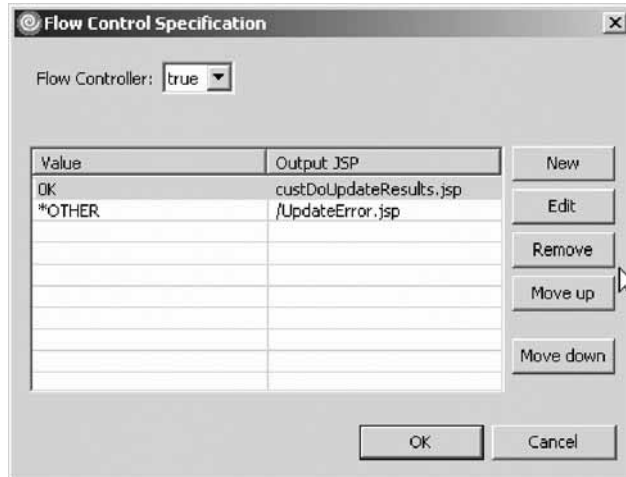 Flow Control Specification
Flow Controller: true
Value Output JSP
OK custDoUpdateResults.jsp
*OTHER /UpdateError.jsp
New
Edit
Remove
Move up
Move down
OK Cancel